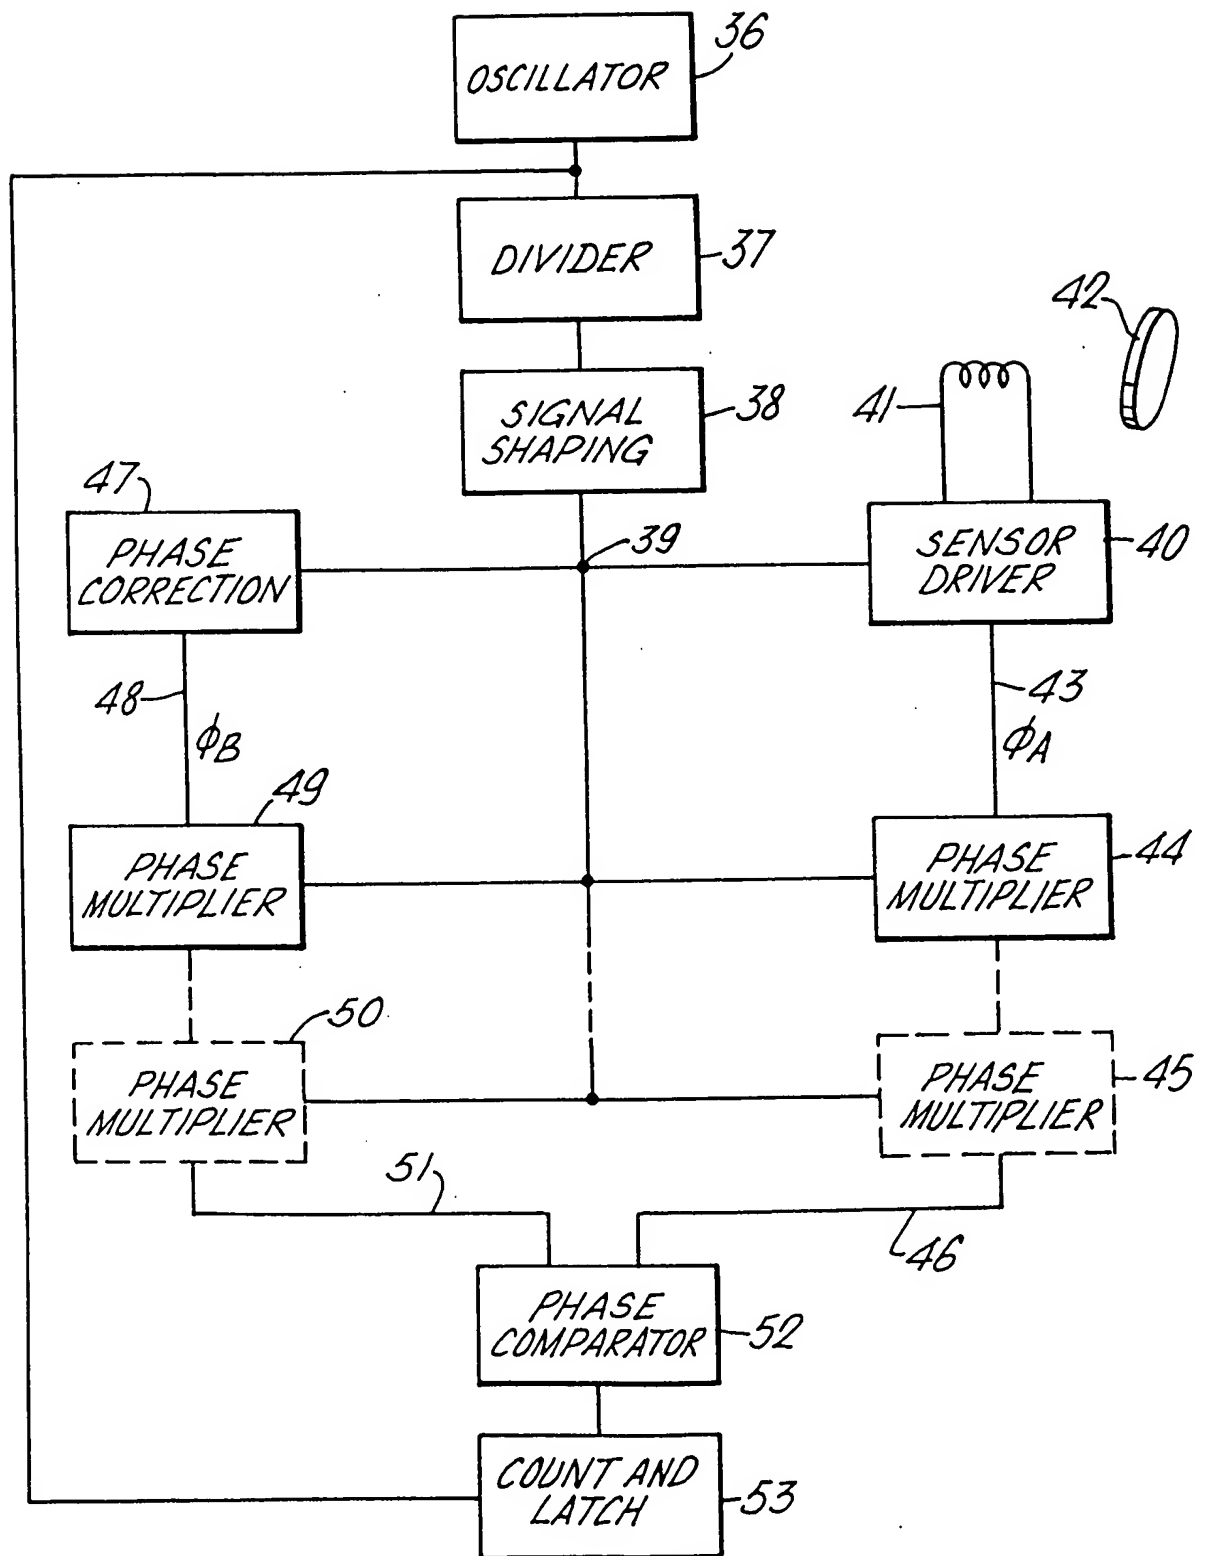 36
OSCILLATOR
DIVIDER
37
42
SIGNAL
SHAPING
38
41
47
PHASE
CORRECTION
39
SENSOR
DRIVER
40
48
ΦB
43
ΦA
49
PHASE
MULTIPLIER
PHASE
MULTIPLIER
44
50
PHASE
MULTIPLIER
PHASE
MULTIPLIER
45
51
46
PHASE
COMPARATOR
52
COUNT AND
LATCH
53